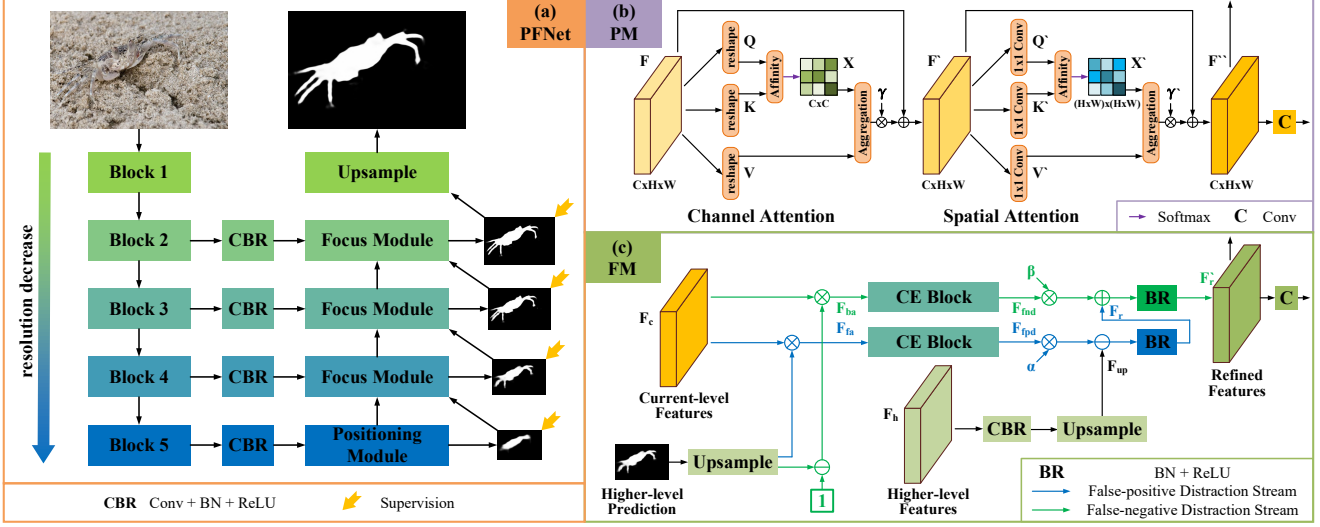 (a)
PFNet
Block 1
Upsample
Block 2
CBR
Focus Module
Block 3
CBR
Focus Module
Block 4
CBR
Focus Module
Block 5
CBR
Positioning
Module
resolution decrease
CBR Conv + BN + ReLU
Supervision
(b)
PM
F
Q
K
V
reshape
reshape
reshape
Affinity
X
CxC
Aggregation
γ
CxHxW
Channel Attention
F`
Q`
K`
V`
1x1 Conv
1x1 Conv
1x1 Conv
Affinity
X`
(HxW)x(HxW)
Aggregation
γ`
CxHxW
Spatial Attention
F``
C
CxHxW
Softmax
C Conv
(c)
FM
Fc
Current-level
Features
Higher-level
Prediction
Upsample
1
Fba
Ffa
CE Block
CE Block
Ffnd
Ffpd
β
α
Fh
Higher-level
Features
CBR
Upsample
Fup
Fr
BR
BR
Fr`
Refined
Features
C
BR BN + ReLU
False-positive Distraction Stream
False-negative Distraction Stream